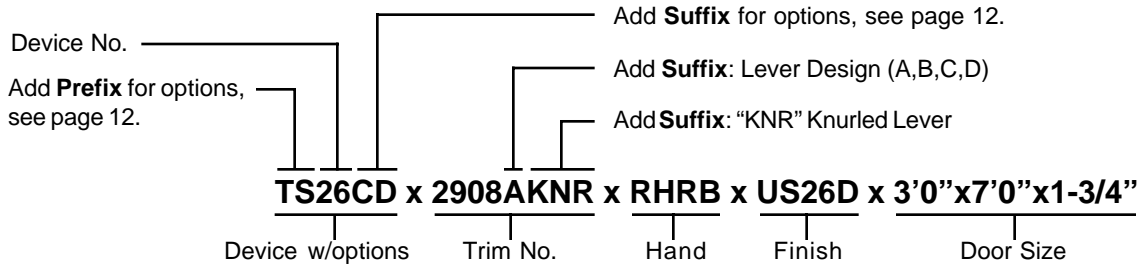 Add Suffix for options, see page 12.
Device No.
Add Suffix: Lever Design (A,B,C,D)
Add Prefix for options,
see page 12.
Add Suffix: “KNR” Knurled Lever
TS26CD x 2908AKNR x RHRB x US26D x 3’0”x7’0”x1-3/4”
Device w/options Trim No. Hand Finish Door Size